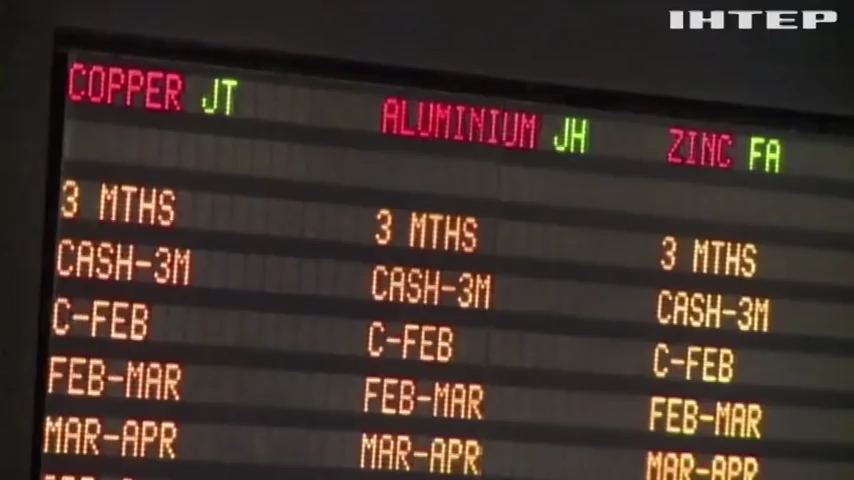 ІНТЕР
COPPER JT
ALUMINIUM JH
ZINC FA
3 MTHS
3 MTHS
3 MTHS
CASH-3M
CASH-3M
CASH-3M
C-FEB
C-FEB
C-FEB
FEB-MAR
FEB-MAR
FEB-MAR
MAR-APR
MAR-APR
MAR-APR